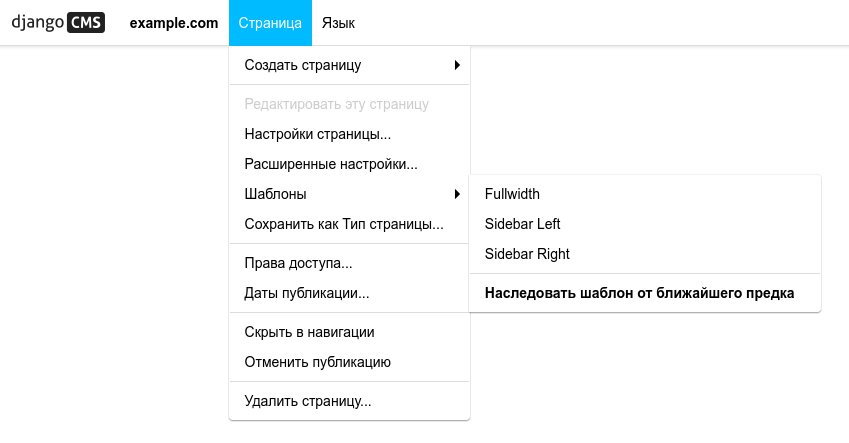 django CMS example.com Страница Язык
Создать страницу
Редактировать эту страницу
Настройки страницы...
Расширенные настройки...
Шаблоны
Сохранить как Тип страницы...
Права доступа...
Даты публикации...
Скрыть в навигации
Отменить публикацию
Удалить страницу...
Fullwidth
Sidebar Left
Sidebar Right
Наследовать шаблон от ближайшего предка